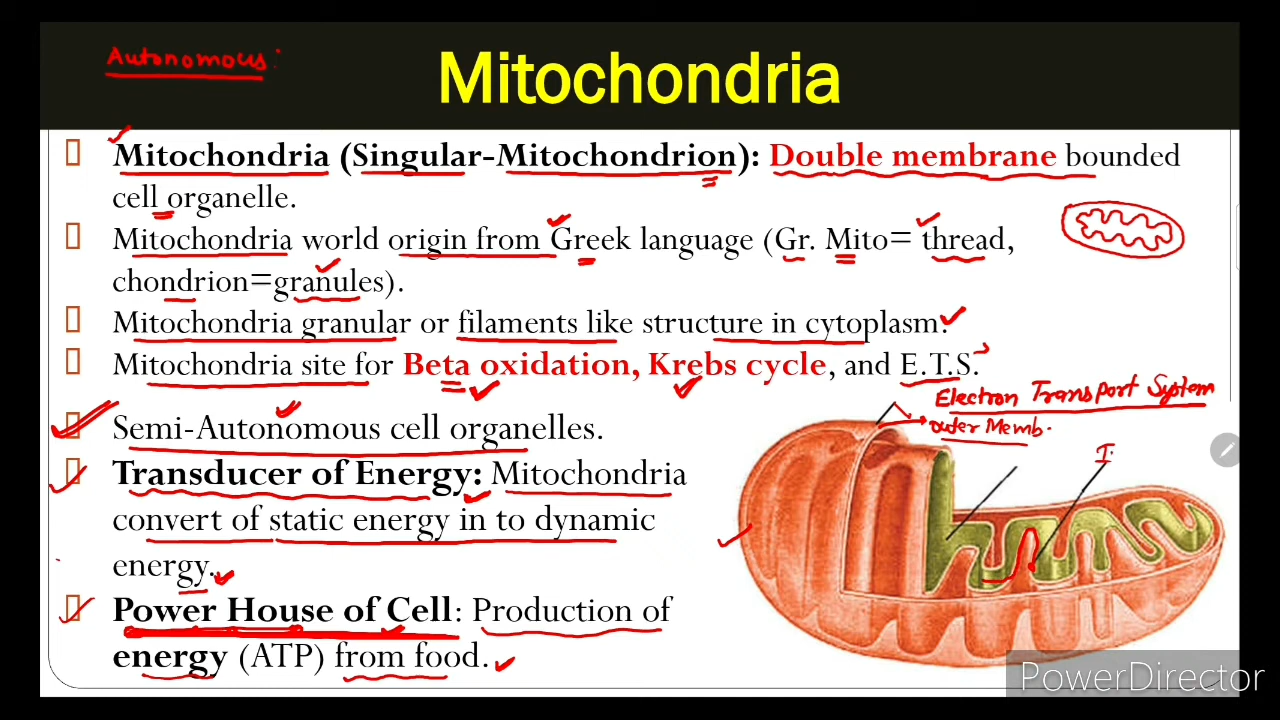 Autonomous:
Mitochondria
Mitochondria (Singular-Mitochondrion): Double membrane bounded
cell organelle.
Mitochondria world origin from Greek language (Gr. Mito= thread,
chondrion=granules).
Mitochondria granular or filaments like structure in cytoplasm.
Mitochondria site for Beta oxidation, Krebs cycle, and E.T.S.
Electron Transport System
Outer Memb.
I.
Semi-Autonomous cell organelles.
Transducer of Energy: Mitochondria
convert of static energy in to dynamic
energy.
Power House of Cell: Production of
energy (ATP) from food.
PowerDirector